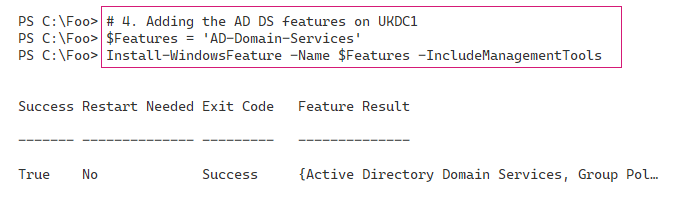 PS C:\Foo> # 4. Adding the AD DS features on UKDC1
PS C:\Foo> $Features = 'AD-Domain-Services'
PS C:\Foo> Install-WindowsFeature -Name $Features -IncludeManagementTools
Success Restart Needed Exit Code   Feature Result
------- -------------- ---------   --------------
True    No             Success     {Active Directory Domain Services, Group Pol…